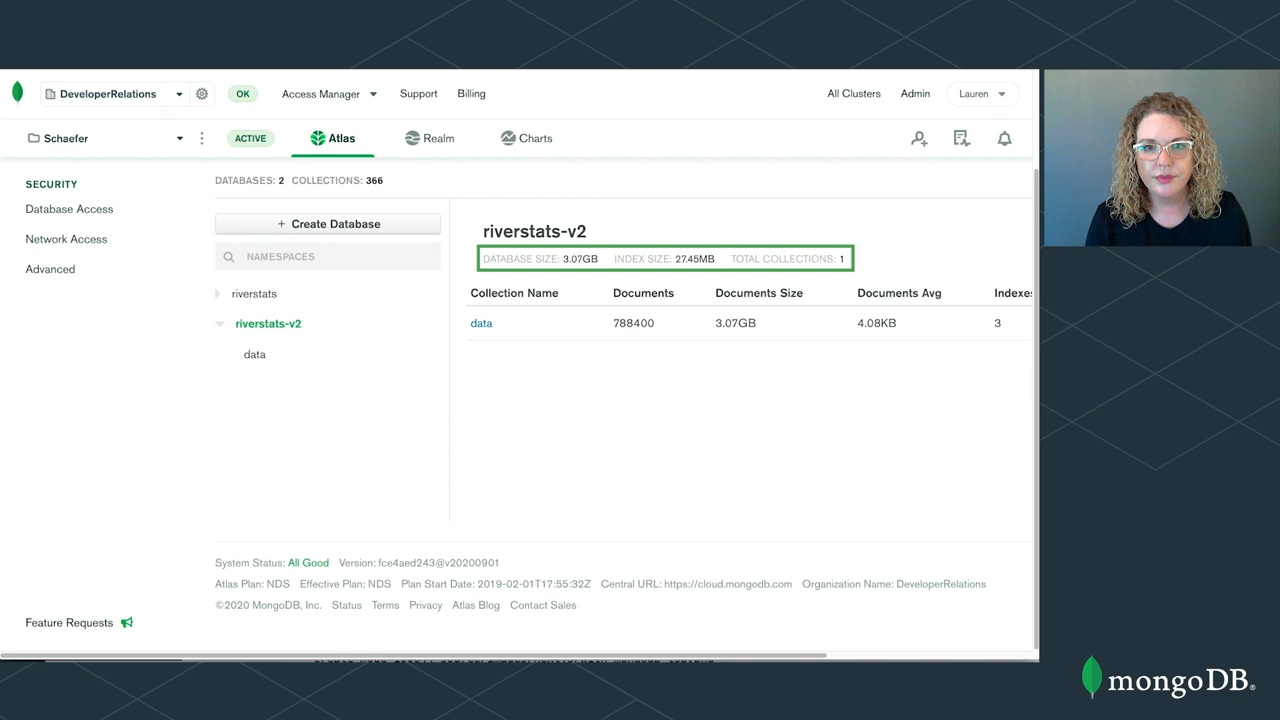 DeveloperRelations OK Access Manager Support Billing All Clusters Admin Lauren
Schaefer ACTIVE Atlas Realm Charts
SECURITY
Database Access
Network Access
Advanced
Feature Requests
DATABASES: 2 COLLECTIONS: 366
+ Create Database
NAMESPACES
riverstats
riverstats-v2
data
riverstats-v2
DATABASE SIZE: 3.07GB INDEX SIZE: 27.45MB TOTAL COLLECTIONS: 1
Collection Name Documents Documents Size Documents Avg Indexes
data 788400 3.07GB 4.08KB 3
System Status: All Good Version: fce4aed243@v20200901
Atlas Plan: NDS Effective Plan: NDS Plan Start Date: 2019-02-01T17:55:32Z Central URL: https://cloud.mongodb.com Organization Name: DeveloperRelations
©2020 MongoDB, Inc. Status Terms Privacy Atlas Blog Contact Sales
mongoDB®